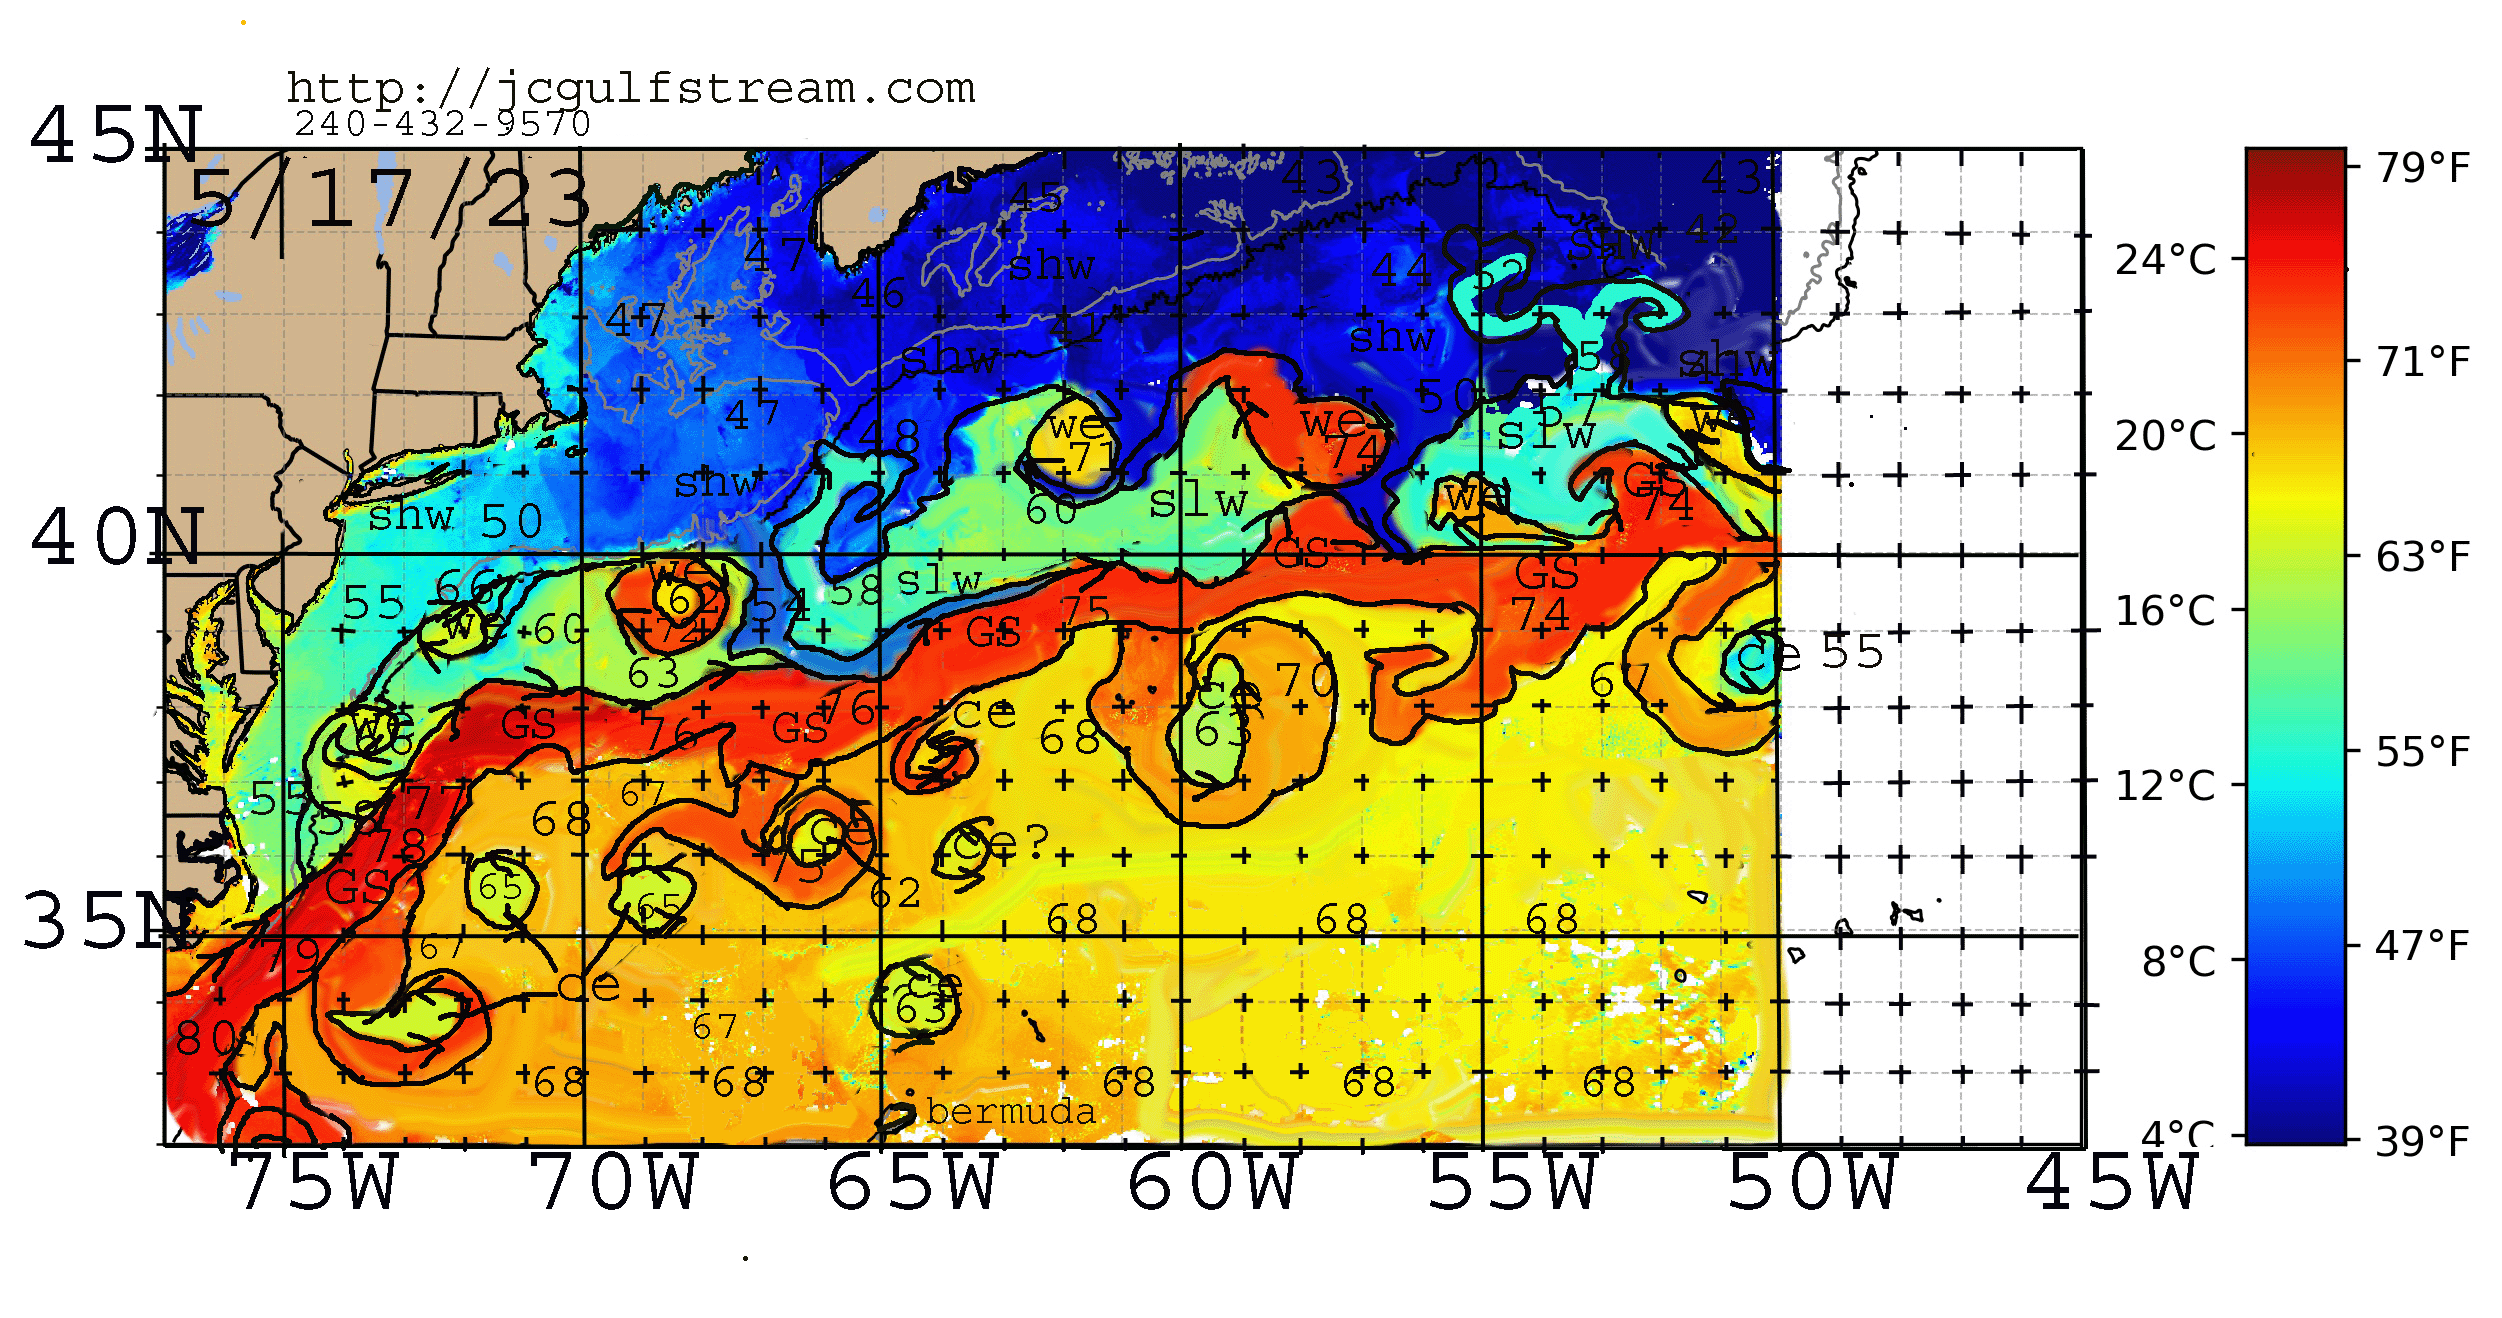 http://jcgulfstream.com
240-432-9570
45N
5/17/23
43
43
45
42
47
shw
shw
44
52
46
47
41
shw
shw
shw
50
47
48
we
71
we
74
57
slw
we
shw
60
slw
we
GS
74
shw 50
40N
GS
GS
74
we
62
72
66
55
we
60
54
58 slw
75
GS
63
70
67
ce 55
we
GS
76
GS
76
ce
68
ce
63
67
55
58
77
68
78
ce
75
ce?
65
65
62
GS
35N
79
67
68
68
68
ce
ce
63
80
67
68
68
68
68
68
bermuda
75W
70W
65W
60W
55W
50W
45W
24°C
20°C
16°C
12°C
8°C
4°C
79°F
71°F
63°F
55°F
47°F
39°F